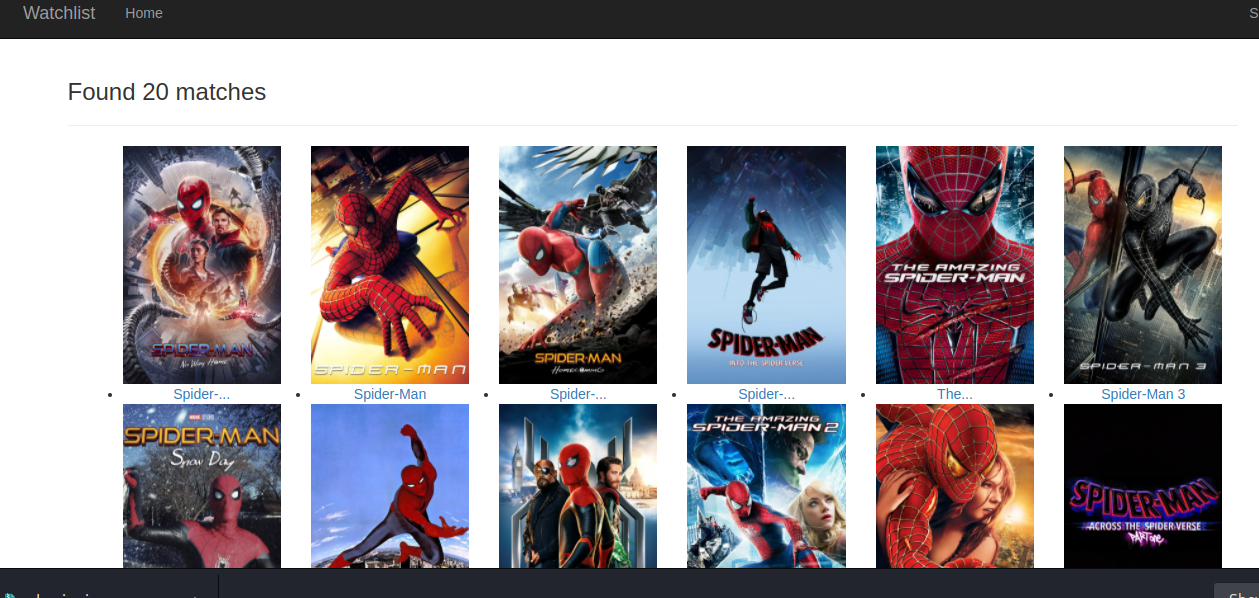 Watchlist Home S
Found 20 matches
SPIDER-MAN
No Way Home
SPIDER-MAN
SPIDER-MAN
HOMECOMING
SPIDER-MAN
INTO THE SPIDER-VERSE
THE AMAZING
SPIDER-MAN
SPIDER-MAN 3
Spider-...
Spider-Man
Spider-...
Spider-...
The...
Spider-Man 3
SPIDER-MAN
Snow Day
THE AMAZING
SPIDER-MAN 2
SPIDER-MAN
ACROSS THE SPIDER-VERSE
PART ONE